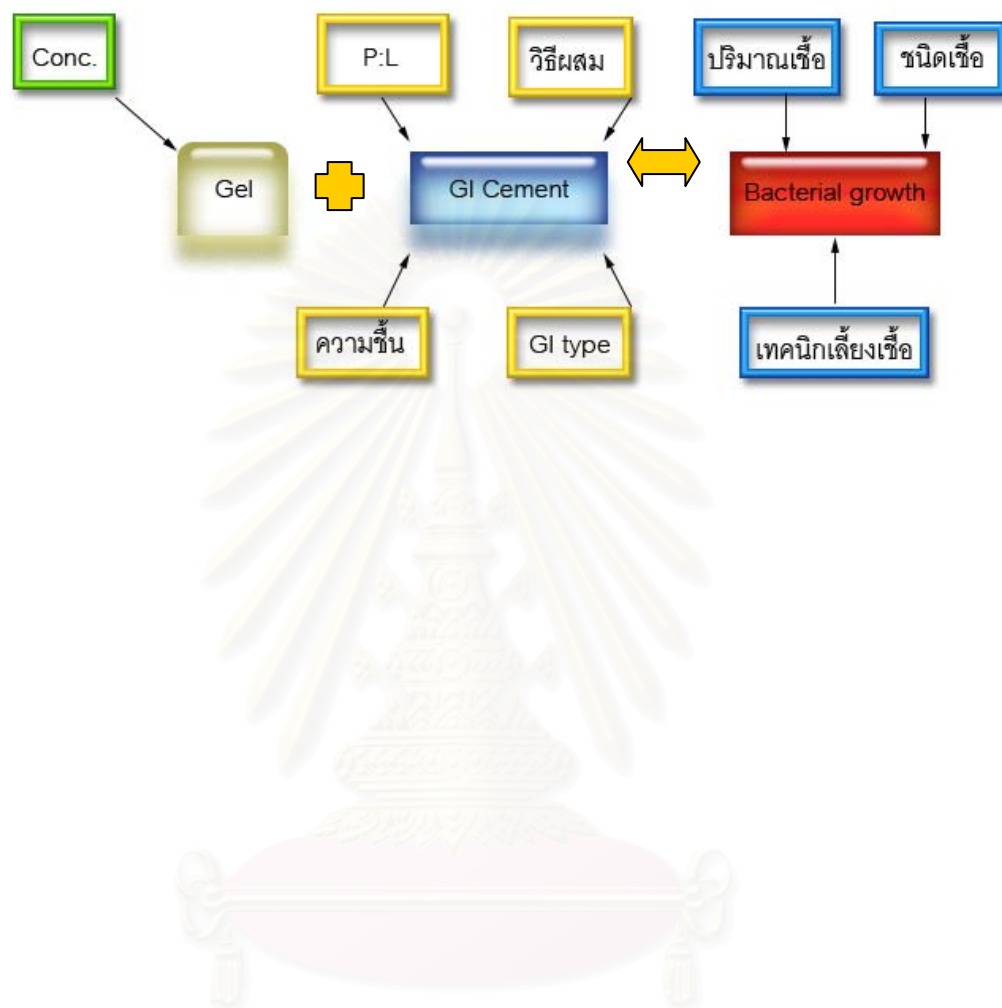 Conc.
P:L
วิธีผสม
ปริมาณเชื้อ
ชนิดเชื้อ
Gel
GI Cement
Bacterial growth
ความชื้น
GI type
เทคนิกเลี้ยงเชื้อ